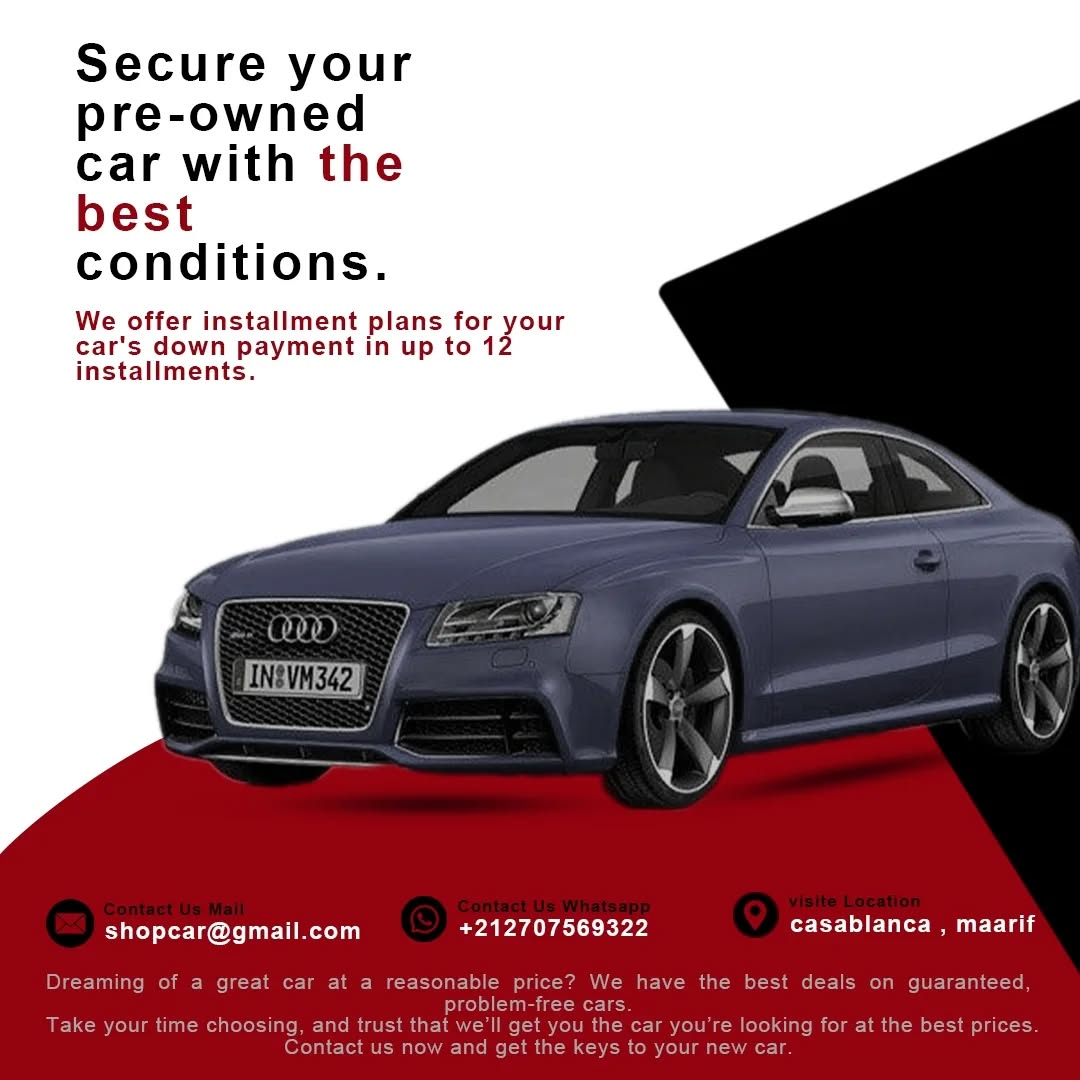 Secure your
pre-owned
car with the
best
conditions.
We offer installment plans for your
car's down payment in up to 12
installments.
IN VM342
Contact Us Mail
shopcar@gmail.com
Contact Us Whatsapp
+212707569322
visite Location
casablanca , maarif
Dreaming of a great car at a reasonable price? We have the best deals on guaranteed,
problem-free cars.
Take your time choosing, and trust that we’ll get you the car you’re looking for at the best prices.
Contact us now and get the keys to your new car.